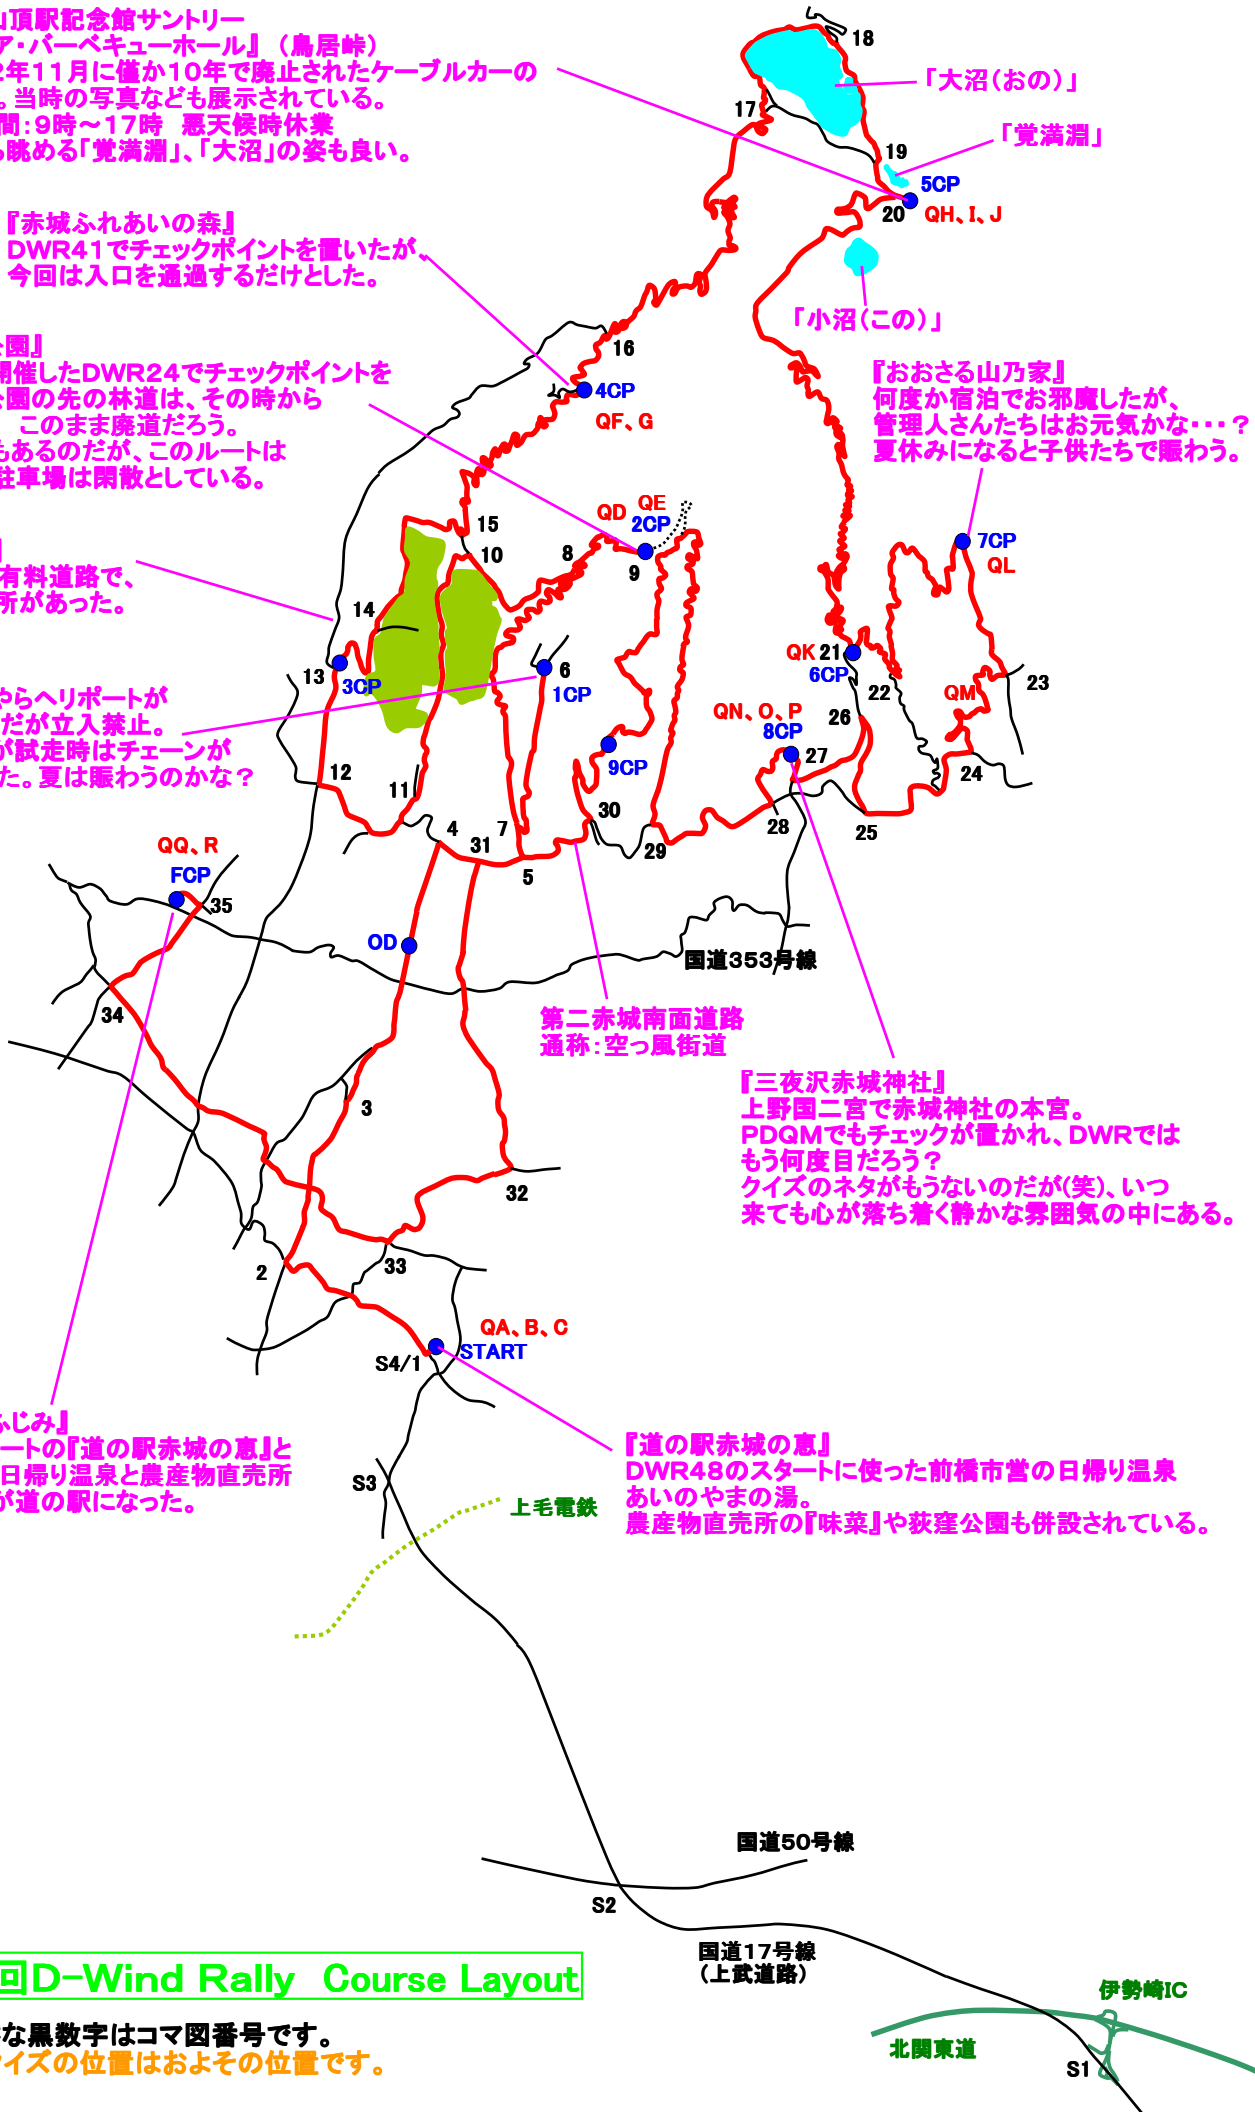 山頂駅記念館サントリー
ア・バーベキューホール』（鳥居峠）
2年11月に僅か10年で廃止されたケーブルカーの
。当時の写真なども展示されている。
間：9時～17時　悪天候時休業
ら眺める「覚満淵」、「大沼」の姿も良い。
18
「大沼（おの）」
17
「覚満淵」
19
5CP
20
QH、I、J
『赤城ふれあいの森』
DWR41でチェックポイントを置いたが、
今回は入口を通過するだけとした。
「小沼（この）」
公園』
開催したDWR24でチェックポイントを
公園の先の林道は、その時から
このまま廃道だろう。
もあるのだが、このルートは
駐車場は閑散としている。
16
4CP
QF、G
『おおさる山乃家』
何度か宿泊でお邪魔したが、
管理人さんたちはお元気かな・・・？
夏休みになると子供たちで賑わう。
15
10
8
QD
QE
2CP
9
7CP
QL
』
有料道路で、
所があった。
14
13
3CP
6
1CP
QK
21
6CP
22
QM
23
やらヘリポートが
だが立入禁止。
が試走時はチェーンが
た。夏は賑わうのかな？
12
11
4
31
7
5
9CP
30
29
QN、O、P
8CP
27
26
28
25
24
QQ、R
FCP
35
OD
国道353号線
34
第二赤城南面道路
通称：空っ風街道
3
『三夜沢赤城神社』
上野国二宮で赤城神社の本宮。
PDQMでもチェックが置かれ、DWRでは
もう何度目だろう？
クイズのネタがもうないのだが(笑)、いつ
来ても心が落ち着く静かな雰囲気の中にある。
32
2
33
QA、B、C
START
S4/1
ふじみ』
ートの『道の駅赤城の恵』と
日帰り温泉と農産物直売所
が道の駅になった。
『道の駅赤城の恵』
DWR48のスタートに使った前橋市営の日帰り温泉
あいのやまの湯。
農産物直売所の『味菜』や荻窪公園も併設されている。
S3
上毛電鉄
国道50号線
S2
国道17号線
（上武道路）
回D-Wind Rally　Course Layout
な黒数字はコマ図番号です。
イズの位置はおよその位置です。
伊勢崎IC
北関東道
S1